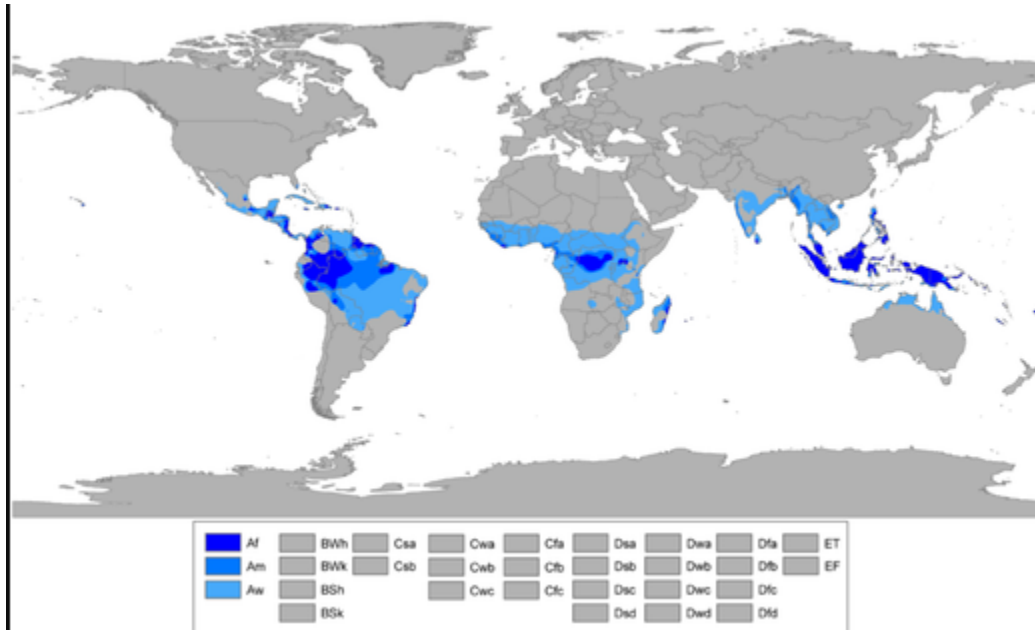 Af BWh Csa Cwa Cfa Dsa Dwa Dfa ET
Am BWk Csb Cwb Cfb Dsb Dwb Dfb EF
Aw BSh Cwc Cfc Dsc Dwc Dfc
BSk Dsd Dwd Dfd